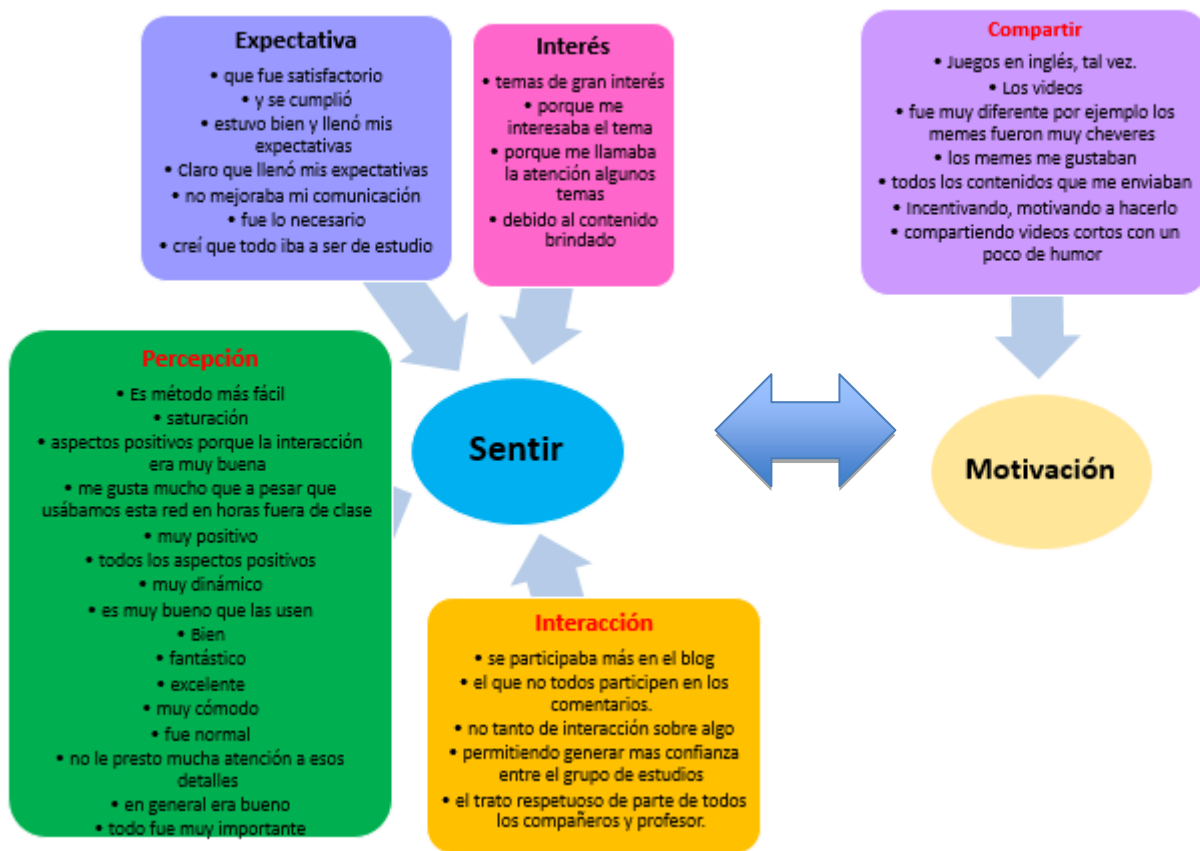 Expectativa
• que fue satisfactorio
• y se cumplió
• estuvo bien y llenó mis
expectativas
• Claro que llenó mis expectativas
• no mejoraba mi comunicación
• fue lo necesario
• creí que todo iba a ser de estudio
Interés
• temas de gran interés
• porque me
interesaba el tema
• porque me llamaba
la atención algunos
temas
• debido al contenido
brindado
Compartir
• Juegos en inglés, tal vez.
• Los videos
• fue muy diferente por ejemplo los
memes fueron muy cheveres
• los memes me gustaban
• todos los contenidos que me enviaban
• Incentivando, motivando a hacerlo
• compartiendo videos cortos con un
poco de humor
Percepción
• Es método más fácil
• saturación
• aspectos positivos porque la interacción
era muy buena
• me gusta mucho que a pesar que
usábamos esta red en horas fuera de clase
• muy positivo
• todos los aspectos positivos
• muy dinámico
• es muy bueno que las usen
• Bien
• fantástico
• excelente
• muy cómodo
• fue normal
• no le presto mucha atención a esos
detalles
• en general era bueno
• todo fue muy importante
Sentir
Motivación
Interacción
• se participaba más en el blog
• el que no todos participen en los
comentarios.
• no tanto de interacción sobre algo
• permitiendo generar mas confianza
entre el grupo de estudios
• el trato respetuoso de parte de todos
los compañeros y profesor.